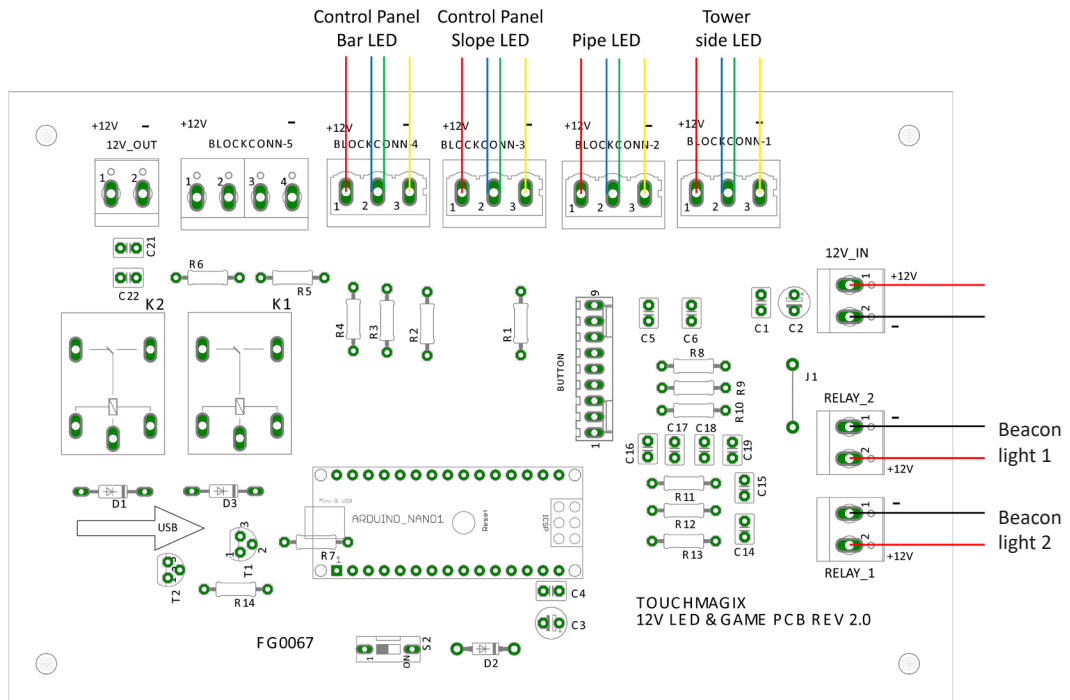 Control Panel
Bar LED
Control Panel
Slope LED
Pipe LED
Tower
side LED
+12V -
12V_OUT
+12V -
BLOCKCONN-5
+12V -
BLOCKCONN-4
+12V -
BLOCKCONN-3
+12V -
BLOCKCONN-2
+12V -
BLOCKCONN-1
1 2
1 2 3 4
1 2 3
1 2 3
1 2 3
1 2 3
C21
C22
R6
R5
K2
K1
R4
R3
R2
R1
9
BUTTON
1
C5
C6
C1
C2
12V_IN
1
+12V
2
-
R8
R9
R10
J1
C16
C17
C18
C19
RELAY_2
1
-
2
+12V
Beacon
light 1
R11
R12
R13
C15
C14
1
-
2
+12V
RELAY_1
Beacon
light 2
D1
D3
USB
Mini-B USB
ARDUINO_NANO1
Reset
ICSP
R7
1
1 2 3
T1
1 2 3
T2
R14
C4
C3
FG0067
1
ON
S2
D2
TOUCHMAGIX
12V LED & GAME PCB REV 2.0